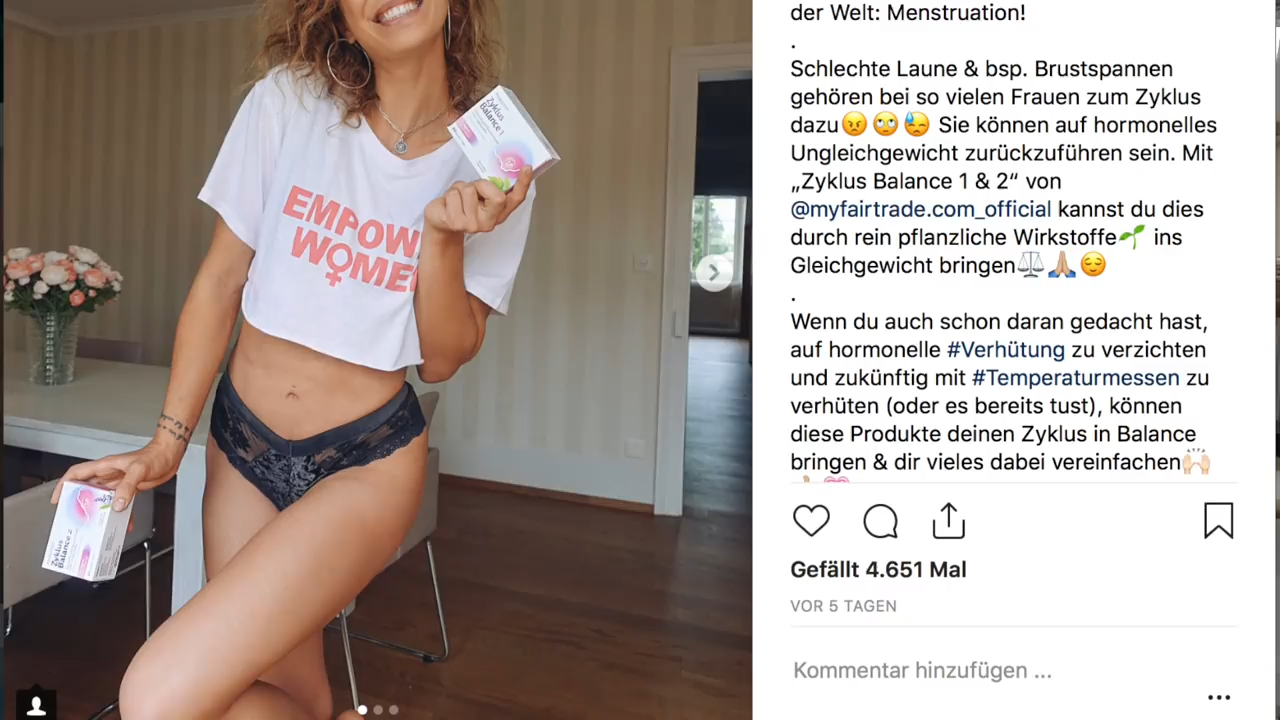 der Welt: Menstruation!
.
Schlechte Laune & bsp. Brustspannen
gehören bei so vielen Frauen zum Zyklus
dazu😠🙄😓 Sie können auf hormonelles
Ungleichgewicht zurückzuführen sein. Mit
„Zyklus Balance 1 & 2“ von
@myfairtrade.com_official kannst du dies
durch rein pflanzliche Wirkstoffe🌱 ins
Gleichgewicht bringen⚖️🙏🏼😌
.
Wenn du auch schon daran gedacht hast,
auf hormonelle #Verhütung zu verzichten
und zukünftig mit #Temperaturmessen zu
verhüten (oder es bereits tust), können
diese Produkte deinen Zyklus in Balance
bringen & dir vieles dabei vereinfachen🙌🏻
Gefällt 4.651 Mal
VOR 5 TAGEN
Kommentar hinzufügen ...
Zyklus
Balance 1
EMPOW
WOME
Zyklus
Balance 2